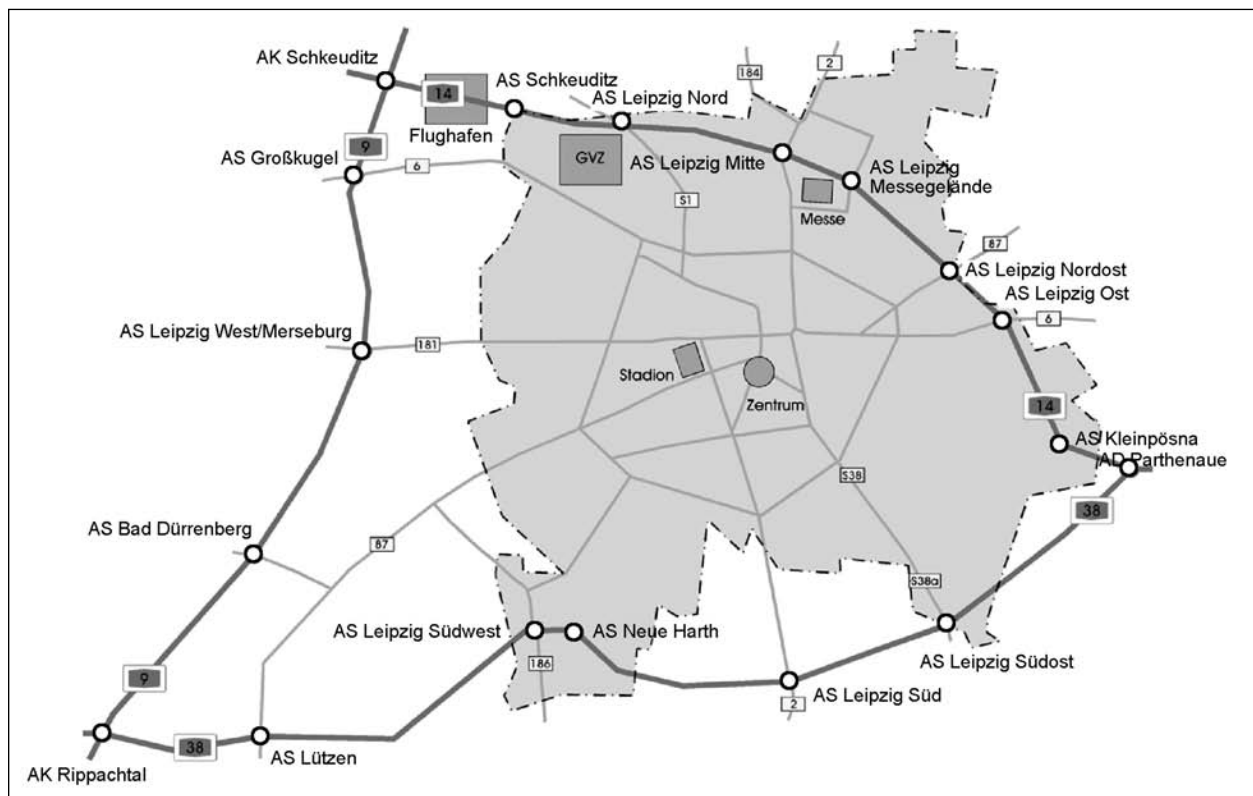 AK Schkeuditz
14
AS Schkeuditz
184
2
Flughafen
AS Leipzig Nord
9
GVZ
AS Leipzig Mitte
AS Leipzig
Messegelände
AS Großkugel
6
S1
Messe
87
AS Leipzig Nordost
AS Leipzig Ost
6
AS Leipzig West/Merseburg
181
Stadion
Zentrum
14
AS Kleinpösna
AD Parthenaue
S38
38
AS Bad Dürrenberg
87
S38a
AS Leipzig Südwest
AS Neue Harth
186
AS Leipzig Südost
9
AS Leipzig Süd
2
38
AS Lützen
AK Rippachtal